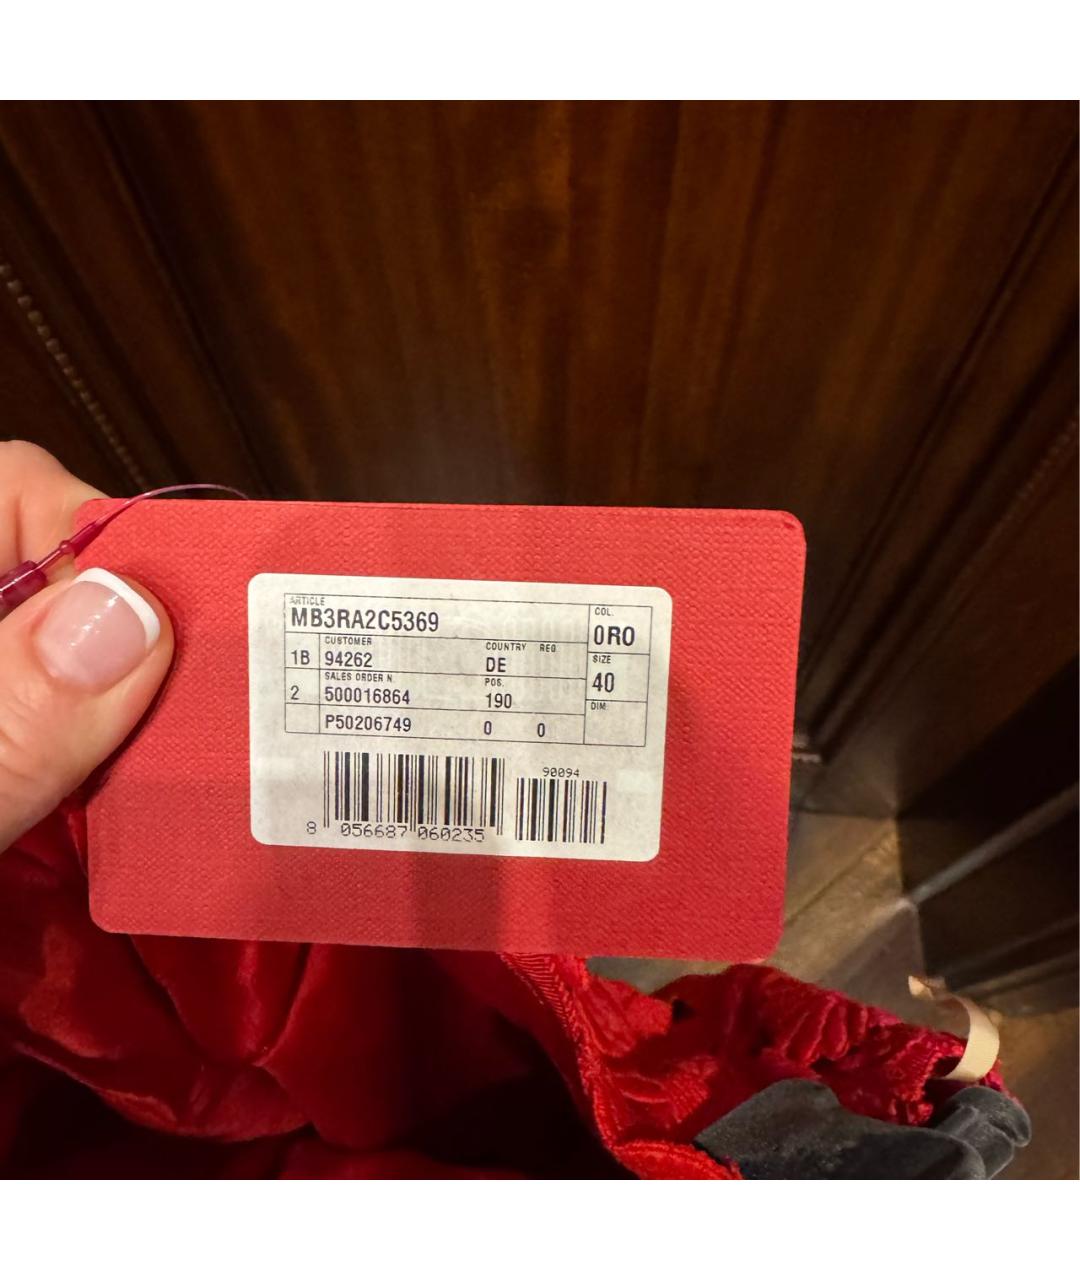 ARTICLE
MB3RA2C5369
COL.
0RO
CUSTOMER COUNTRY REG
1B 94262 DE
SIZE
40
SALES ORDER N. POS.
2 500016864 190
DIM
P50206749 0 0
90094
8 056687 060235